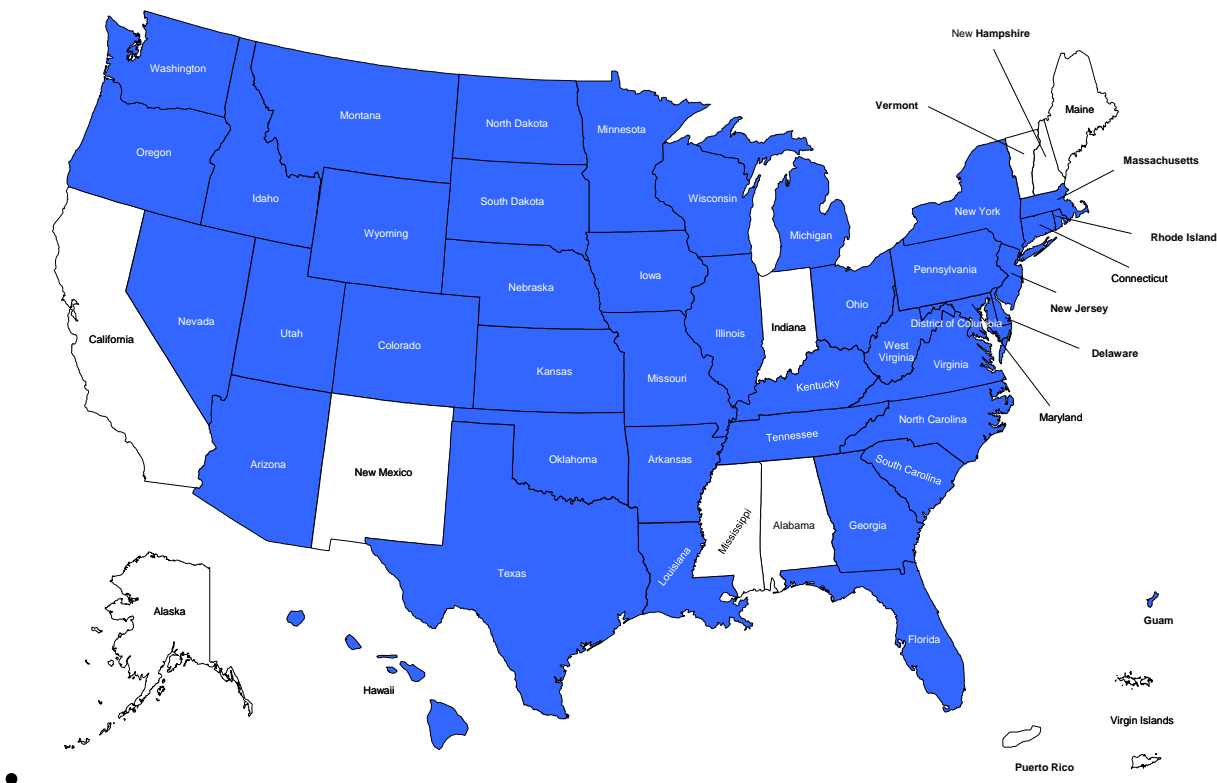 New Hampshire
Washington
Vermont
Maine
Montana
North Dakota
Minnesota
Oregon
Massachusetts
Idaho
South Dakota
Wisconsin
New York
Wyoming
Michigan
Rhode Island
Pennsylvania
Connecticut
Iowa
Nebraska
Ohio
New Jersey
Nevada
Utah
Colorado
Illinois
Indiana
District of Columbia
California
West
Virginia
Virginia
Delaware
Kansas
Missouri
Kentucky
Maryland
North Carolina
Tennessee
Arizona
New Mexico
Oklahoma
Arkansas
South Carolina
Mississippi
Alabama
Georgia
Texas
Louisiana
Alaska
Guam
Florida
Hawaii
Virgin Islands
Puerto Rico